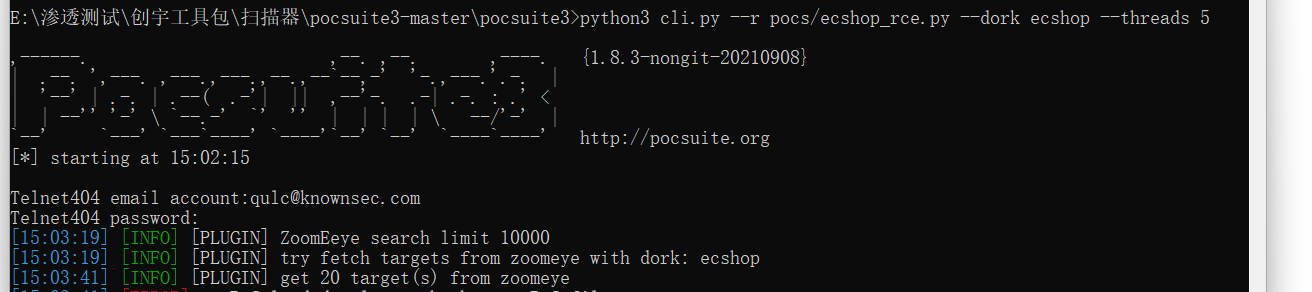 E:\渗透测试\创宇工具包\扫描器\pocsuite3-master\pocsuite3>python3 cli.py --r pocs/ecshop_rce.py --dork ecshop --threads 5
{1.8.3-nongit-20210908}
http://pocsuite.org
[*] starting at 15:02:15
Telnet404 email account:qulc@knownsec.com
Telnet404 password:
[15:03:19] [INFO] [PLUGIN] ZoomEeye search limit 10000
[15:03:19] [INFO] [PLUGIN] try fetch targets from zoomeye with dork: ecshop
[15:03:41] [INFO] [PLUGIN] get 20 target(s) from zoomeye